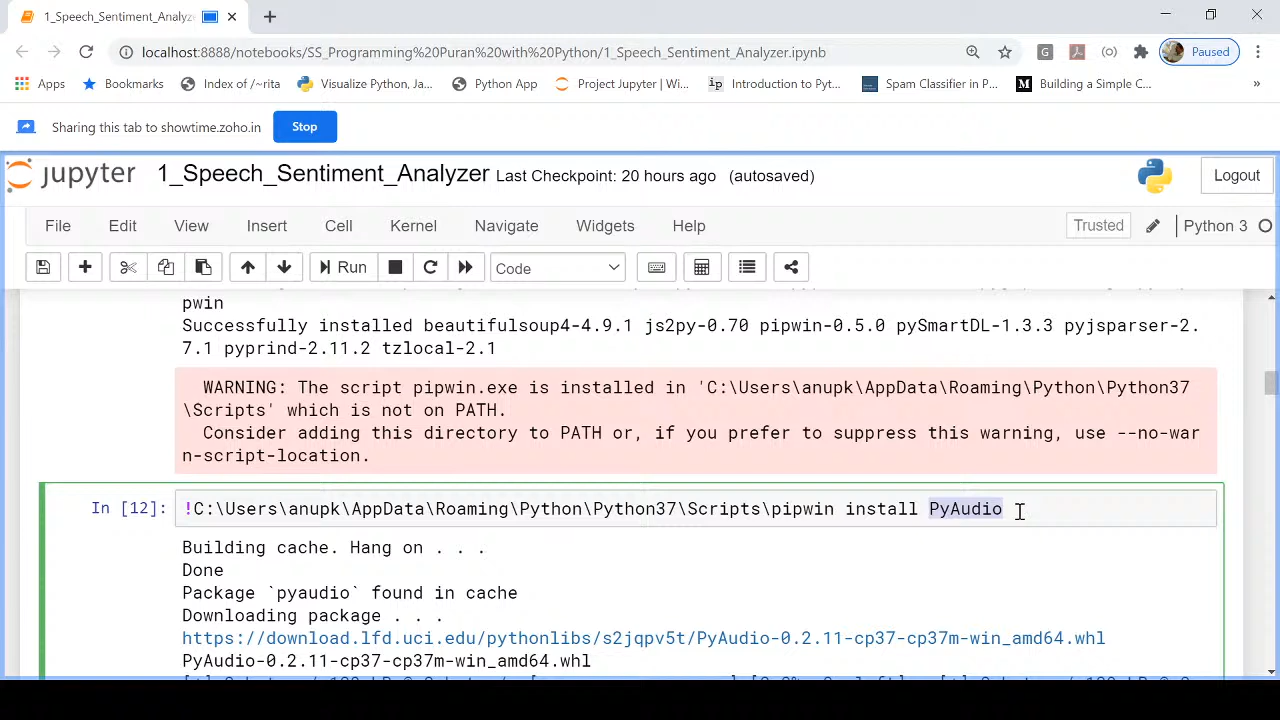 1_Speech_Sentiment_Analyz
localhost:8888/notebooks/SS_Programming%20Puran%20with%20Python/1_Speech_Sentiment_Analyzer.ipynb
Paused
Apps
Bookmarks
Index of /~rita
Visualize Python, Ja...
Python App
Project Jupyter | Wi...
ip
Introduction to Pyt...
Spam Classifier in P...
M
Building a Simple C...
»
Sharing this tab to showtime.zoho.in
Stop
jupyter
1_Speech_Sentiment_Analyzer
Last Checkpoint: 20 hours ago
(autosaved)
Logout
File
Edit
View
Insert
Cell
Kernel
Navigate
Widgets
Help
Trusted
Python 3
Run
Code
pwin
Successfully installed beautifulsoup4-4.9.1 js2py-0.70 pipwin-0.5.0 pySmartDL-1.3.3 pyjsparser-2.
7.1 pyprind-2.11.2 tzlocal-2.1
WARNING: The script pipwin.exe is installed in 'C:\Users\anupk\AppData\Roaming\Python\Python37
\Scripts' which is not on PATH.
Consider adding this directory to PATH or, if you prefer to suppress this warning, use --no-war
n-script-location.
In [12]:
!C:\Users\anupk\AppData\Roaming\Python\Python37\Scripts\pipwin install PyAudio
Building cache. Hang on . . .
Done
Package `pyaudio` found in cache
Downloading package . . .
https://download.lfd.uci.edu/pythonlibs/s2jqpv5t/PyAudio-0.2.11-cp37-cp37m-win_amd64.whl
PyAudio-0.2.11-cp37-cp37m-win_amd64.whl